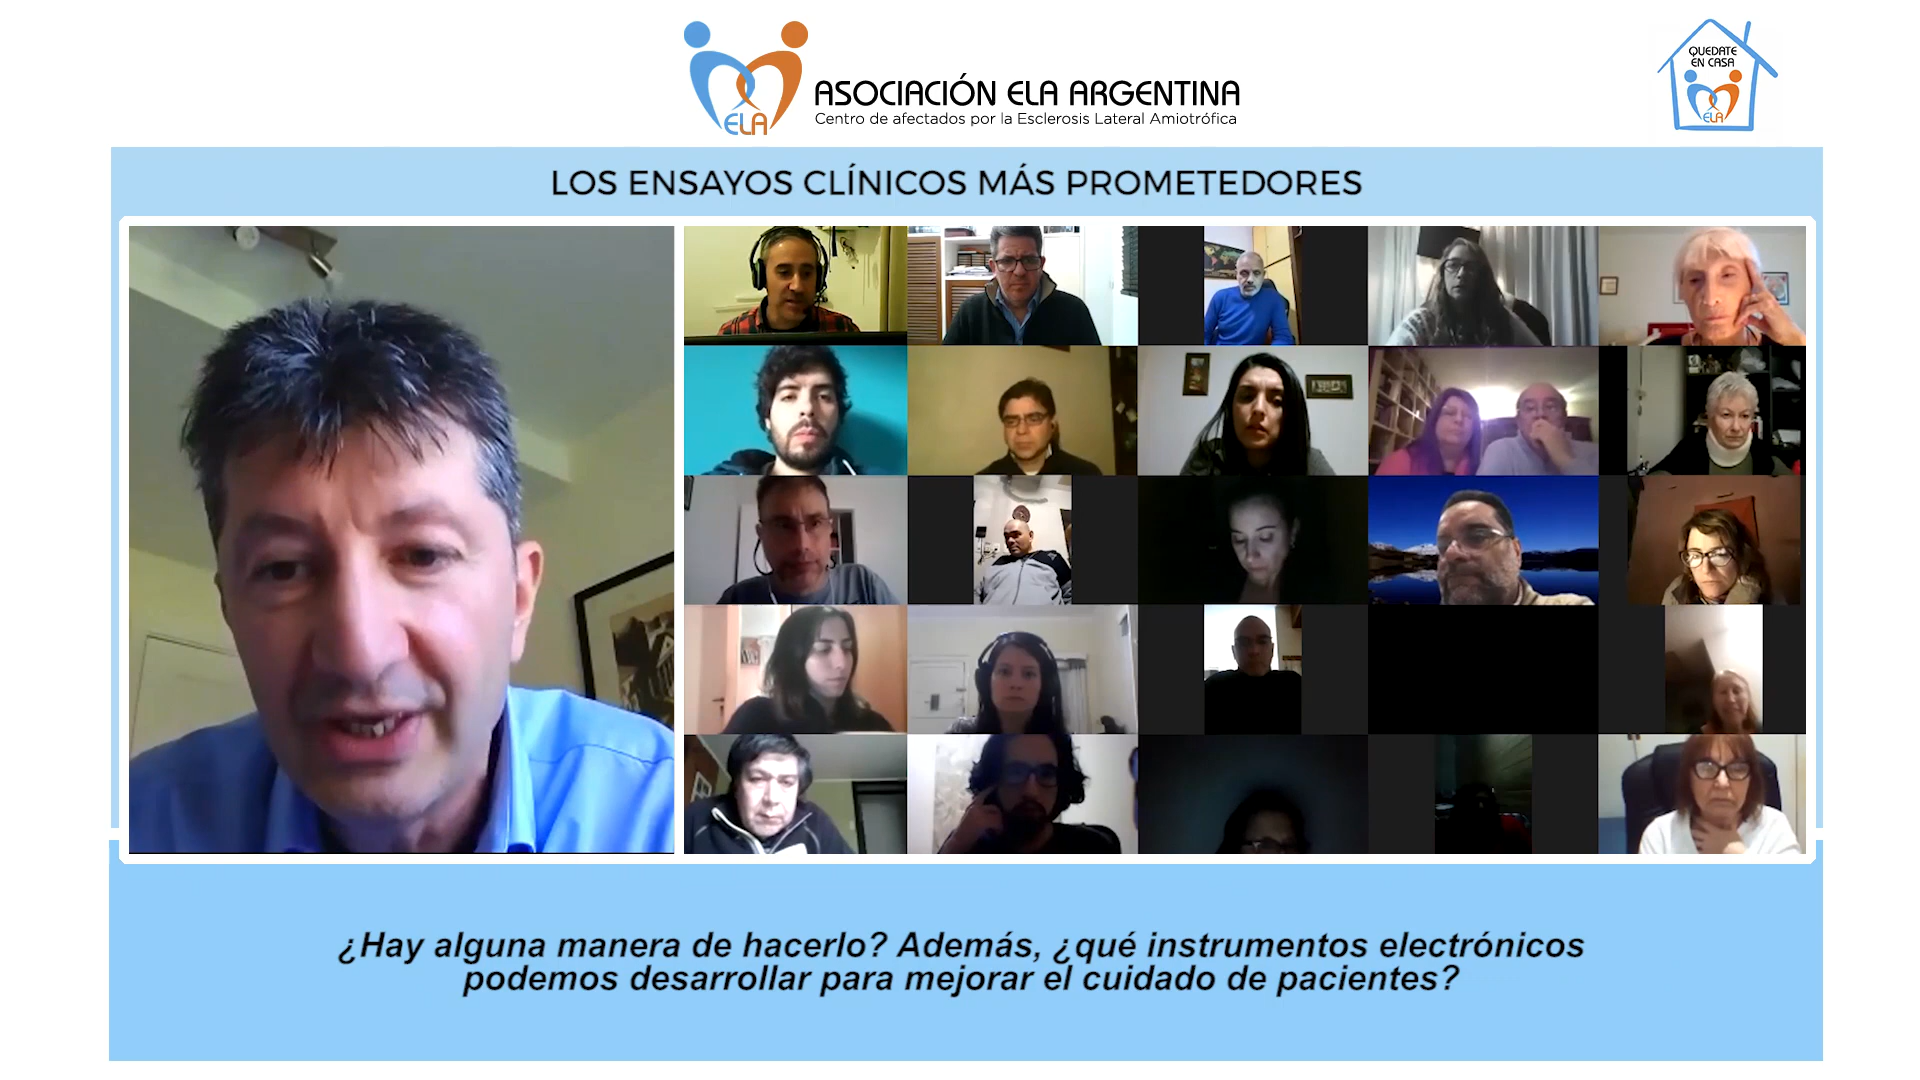 ELA
ASOCIACIÓN ELA ARGENTINA
Centro de afectados por la Esclerosis Lateral Amiotrófica
QUEDATE
EN CASA
ELA
LOS ENSAYOS CLÍNICOS MÁS PROMETEDORES
¿Hay alguna manera de hacerlo? Además, ¿qué instrumentos electrónicos
podemos desarrollar para mejorar el cuidado de pacientes?